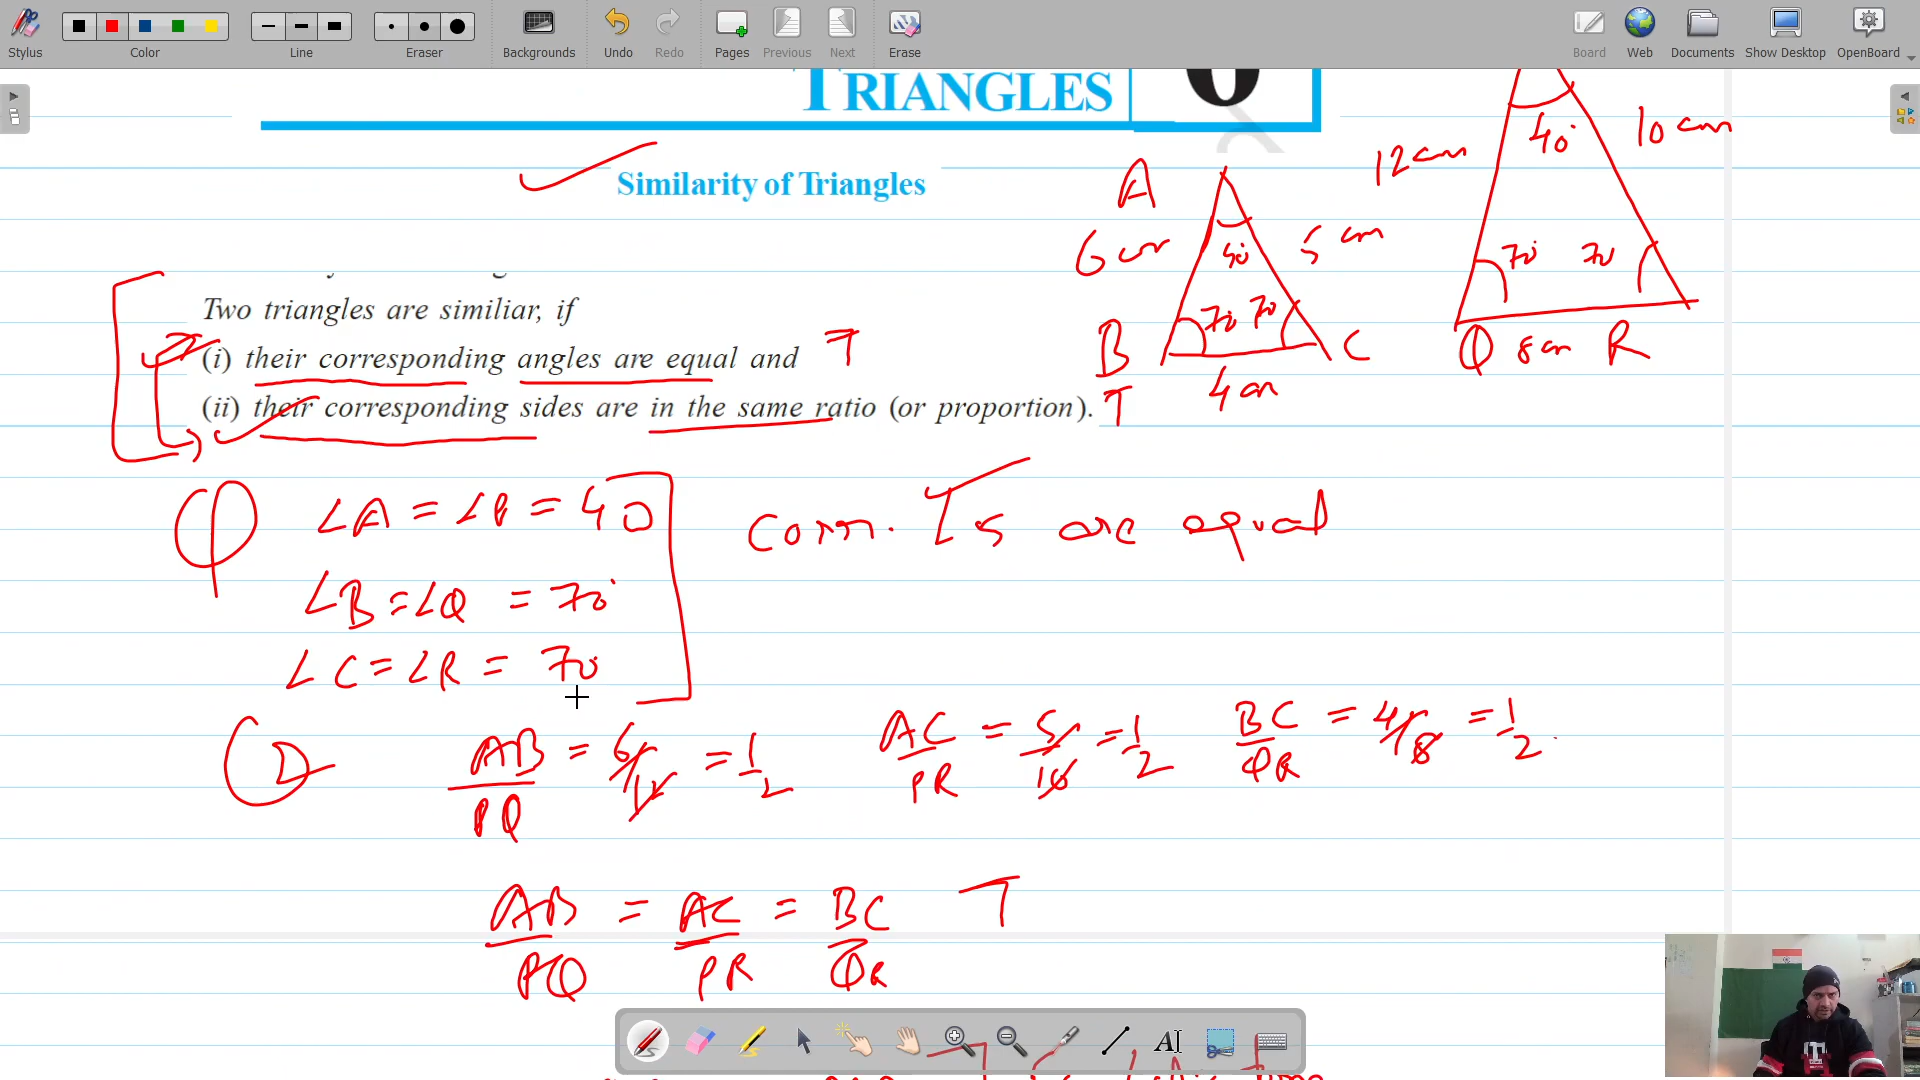 Stylus Color Line Eraser Backgrounds Undo Redo Pages Previous Next Erase Board Web Documents Show Desktop OpenBoard
TRIANGLES 6
Similarity of Triangles
Two triangles are similiar, if
(i) their corresponding angles are equal and T
(ii) their corresponding sides are in the same ratio (or proportion). T
A
6 cm 5 cm
70° 70
B C
4 cm
40°
12 cm 10 cm
70° 70
Q 8cm R
① ∠A = ∠P = 40
∠B = ∠Q = 70°
∠C = ∠R = 70°
Corr. ∠s are equal
② AB/PQ = 6/12 = 1/2 AC/PR = 5/10 = 1/2 BC/QR = 4/8 = 1/2
AB/PQ = AC/PR = BC/QR T